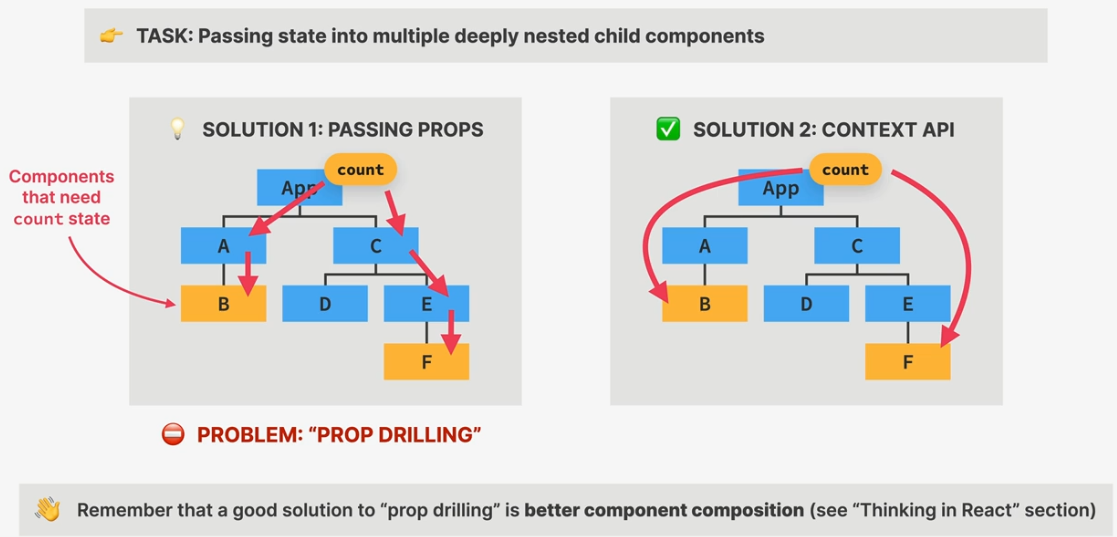 TASK: Passing state into multiple deeply nested child components
SOLUTION 1: PASSING PROPS
Components
that need
count state
count
App
A
C
B
D
E
F
PROBLEM: “PROP DRILLING”
SOLUTION 2: CONTEXT API
count
App
A
C
B
D
E
F
Remember that a good solution to “prop drilling” is better component composition (see “Thinking in React” section)